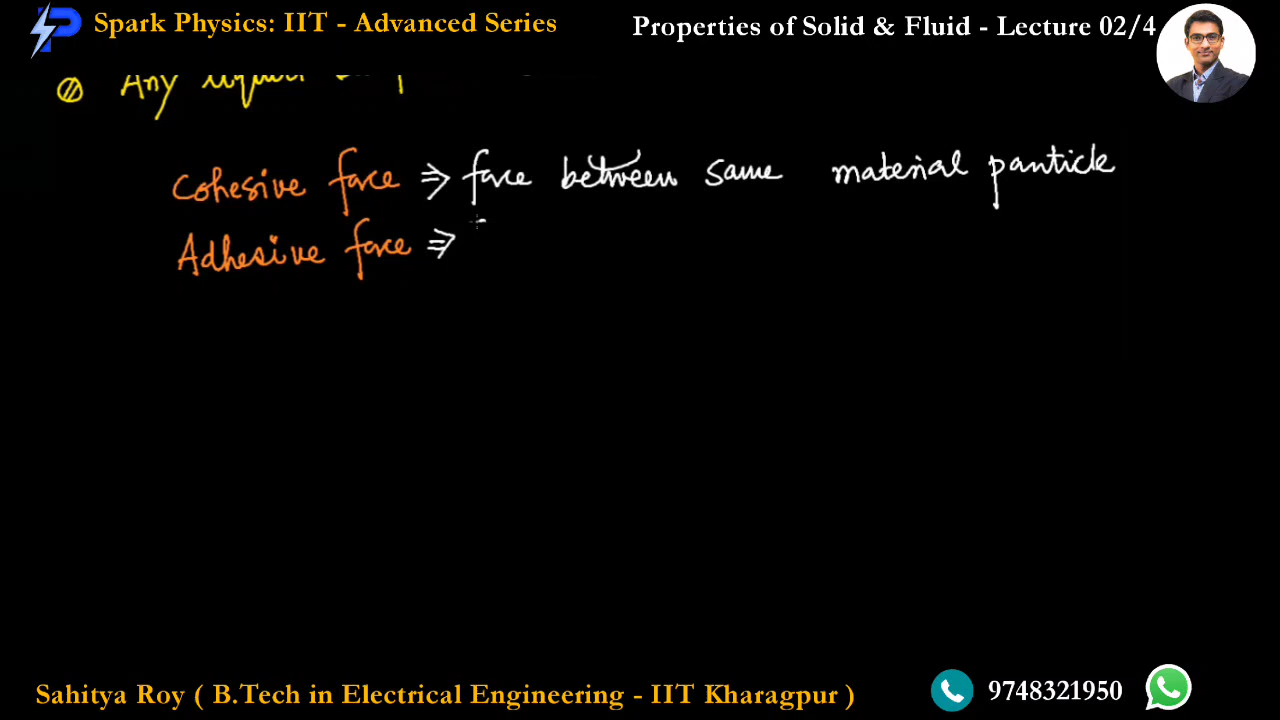 Spark Physics: IIT - Advanced Series
Properties of Solid & Fluid - Lecture 02/4
Any liquid
Cohesive force ⇒ force between same material particle
Adhesive force ⇒
Sahitya Roy ( B.Tech in Electrical Engineering - IIT Kharagpur )
9748321950